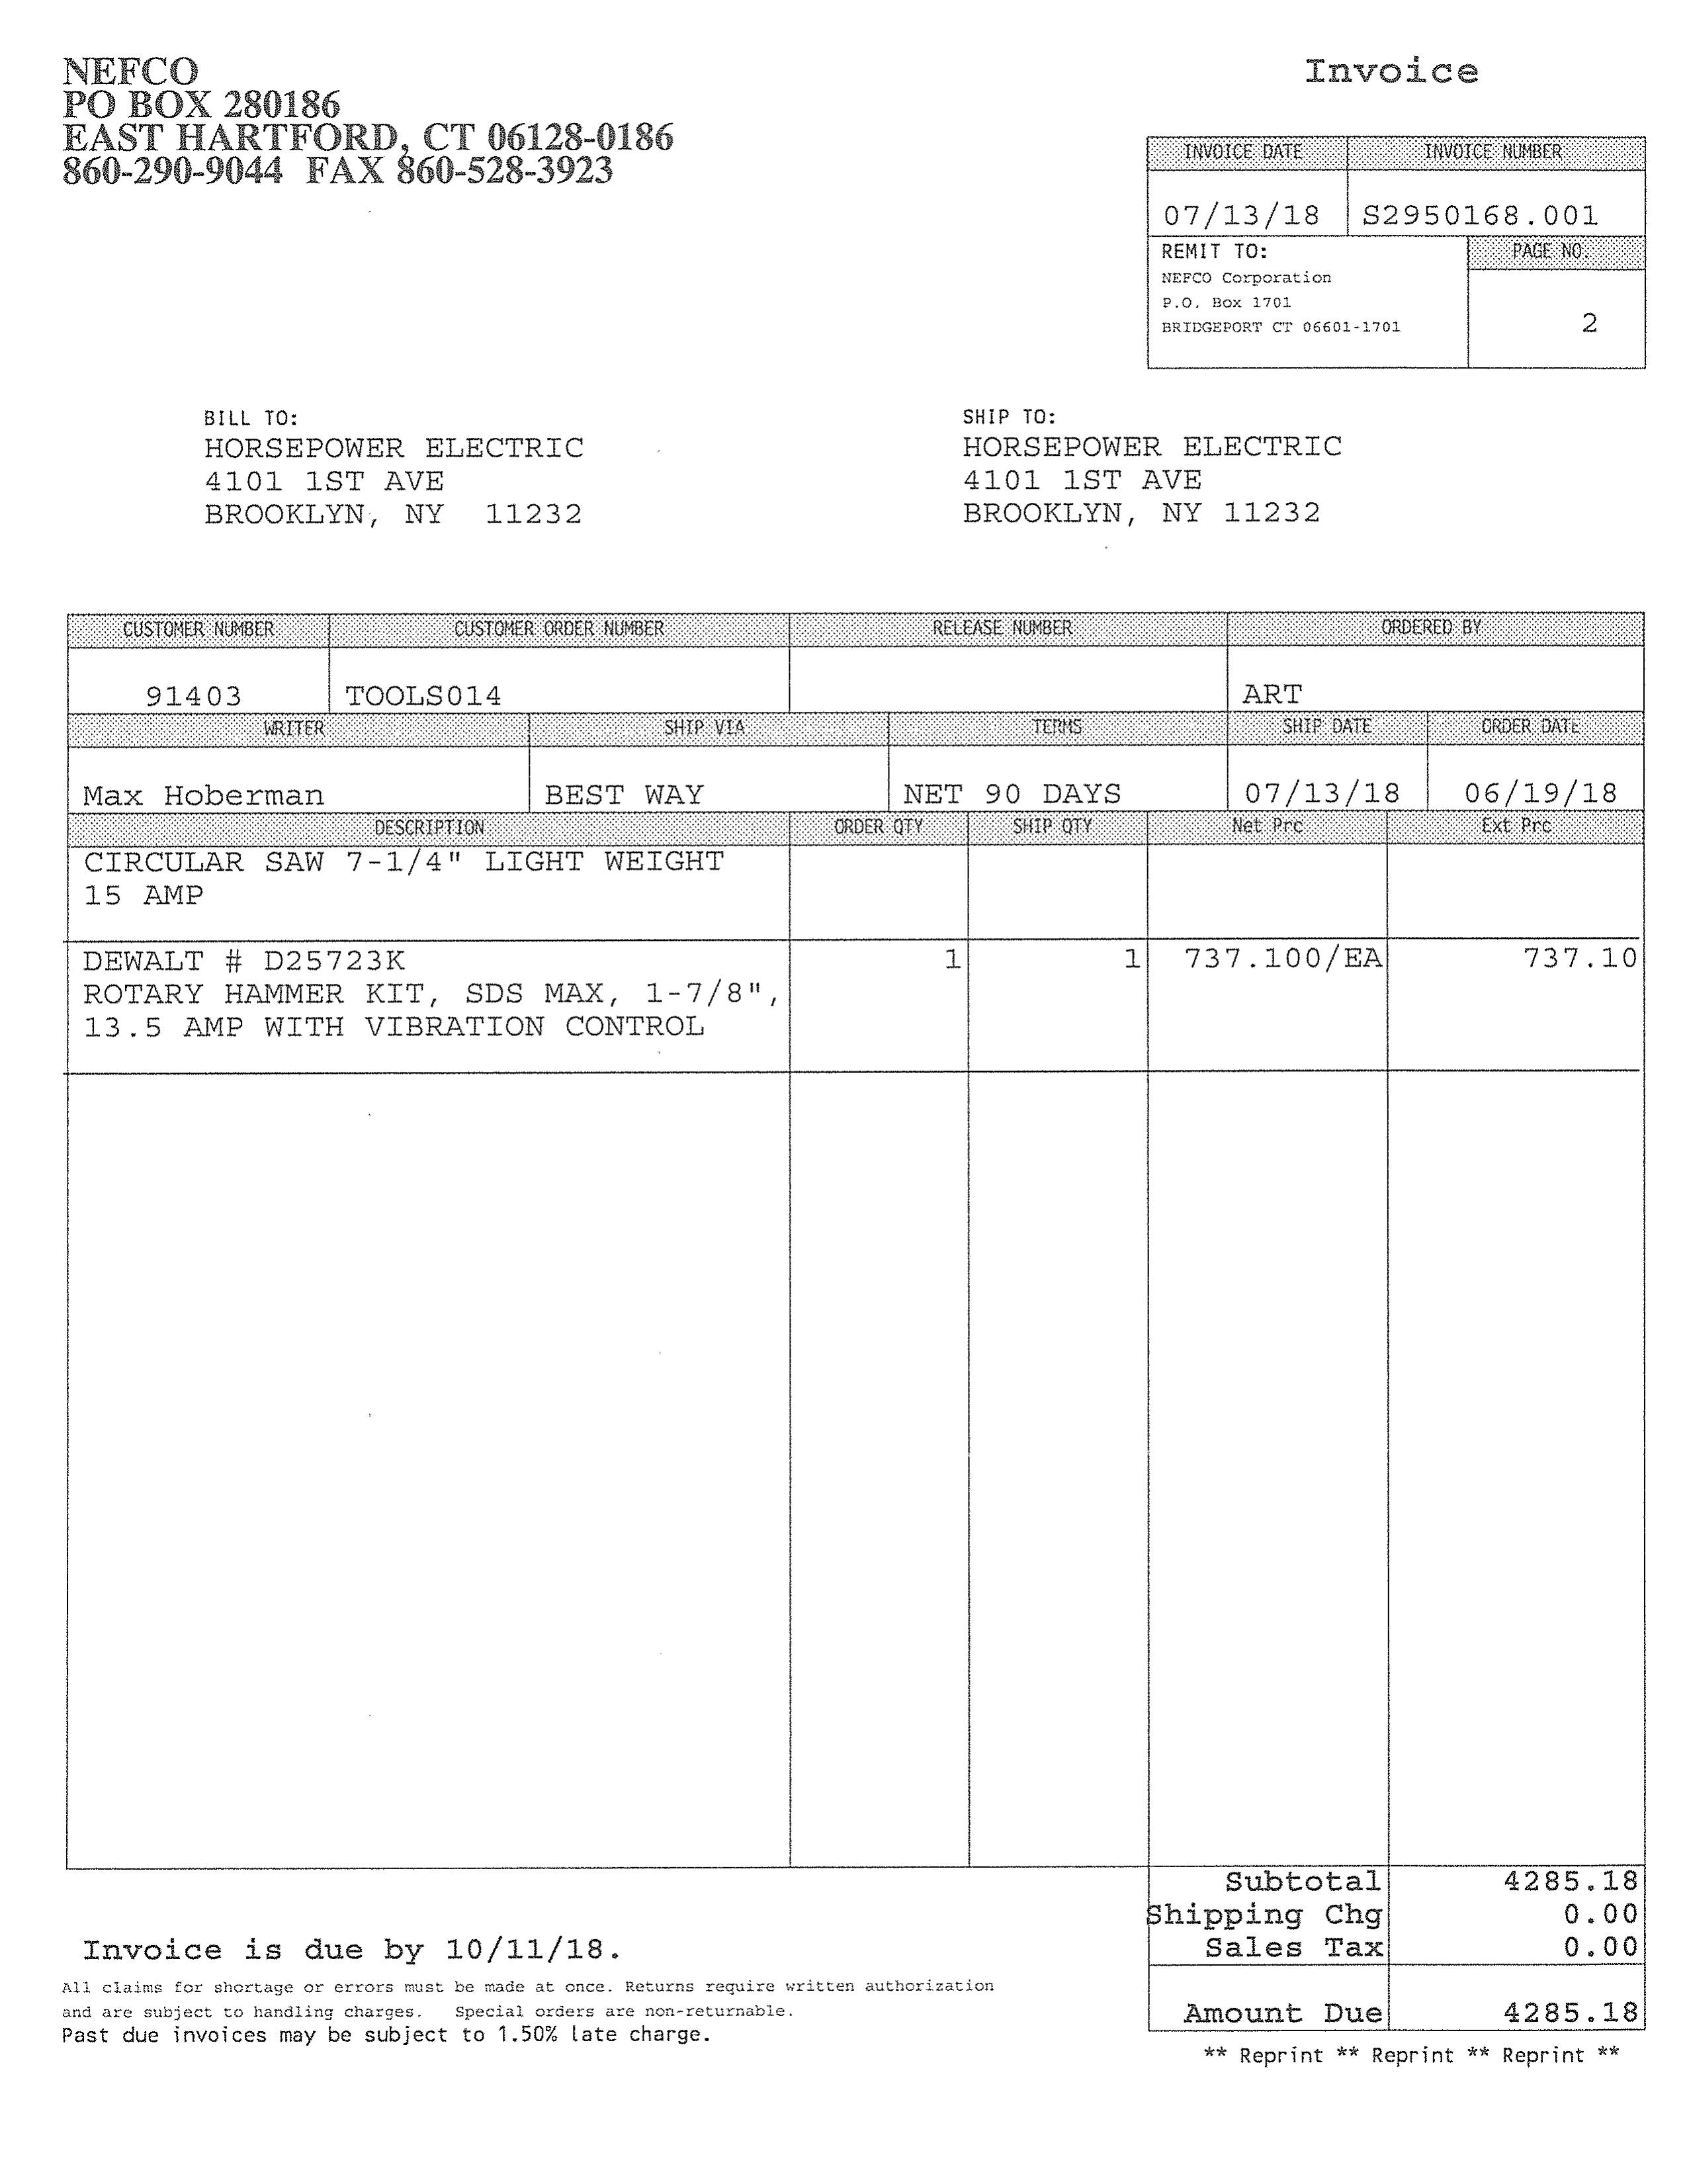 NEFCO
PO BOX 280186
EAST HARTFORD, CT 06128-0186
860-290-9044 FAX 860-528-3923
Invoice
INVOICE DATE INVOICE NUMBER
07/13/18 S2950168.001
REMIT TO: PAGE NO.
NEFCO Corporation
P.O. Box 1701
BRIDGEPORT CT 06601-1701
2
BILL TO:
HORSEPOWER ELECTRIC
4101 1ST AVE
BROOKLYN, NY 11232
SHIP TO:
HORSEPOWER ELECTRIC
4101 1ST AVE
BROOKLYN, NY 11232
CUSTOMER NUMBER CUSTOMER ORDER NUMBER RELEASE NUMBER ORDERED BY
91403 TOOLS014 ART
WRITER SHIP VIA TERMS SHIP DATE ORDER DATE
Max Hoberman BEST WAY NET 90 DAYS 07/13/18 06/19/18
DESCRIPTION ORDER QTY SHIP QTY Net Prc Ext Prc
CIRCULAR SAW 7-1/4" LIGHT WEIGHT
15 AMP
DEWALT # D25723K 1 1 737.100/EA 737.10
ROTARY HAMMER KIT, SDS MAX, 1-7/8",
13.5 AMP WITH VIBRATION CONTROL
Subtotal 4285.18
Shipping Chg 0.00
Sales Tax 0.00
Amount Due 4285.18
Invoice is due by 10/11/18.
All claims for shortage or errors must be made at once. Returns require written authorization
and are subject to handling charges. Special orders are non-returnable.
Past due invoices may be subject to 1.50% late charge.
** Reprint ** Reprint ** Reprint **